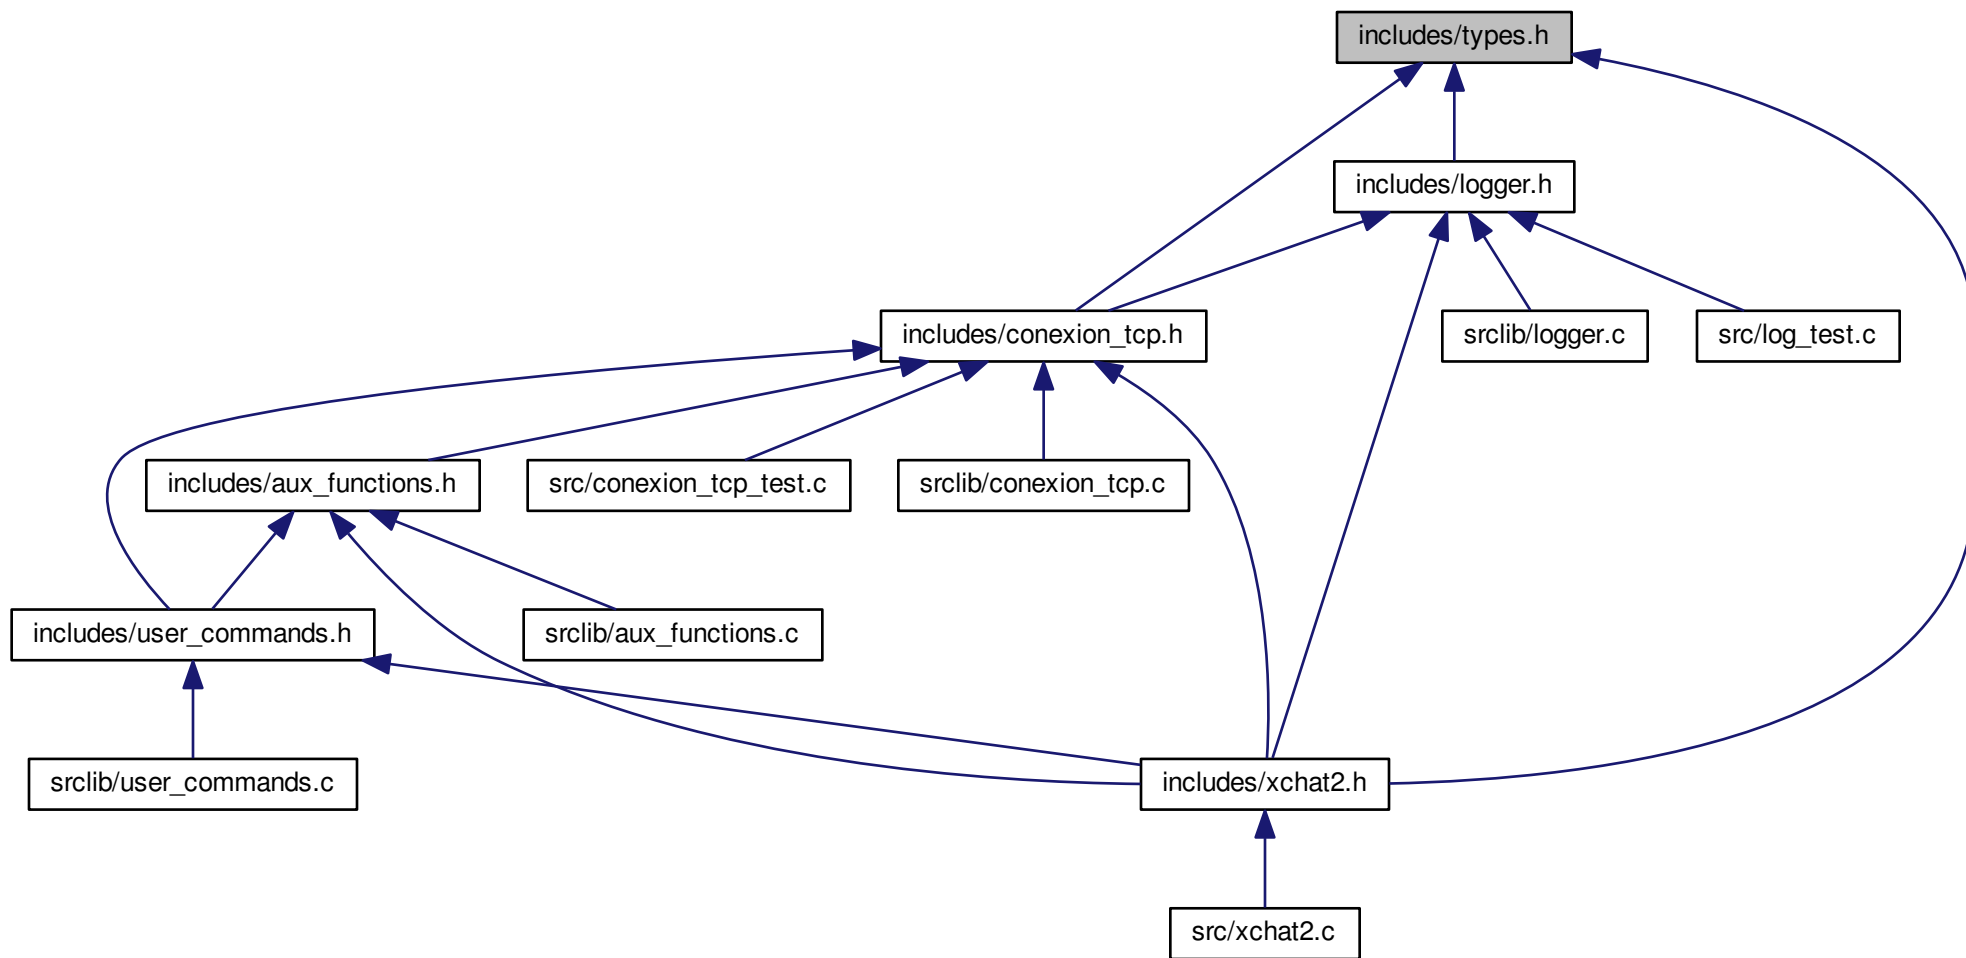 includes/types.h
includes/logger.h
includes/conexion_tcp.h
srclib/logger.c
src/log_test.c
includes/aux_functions.h
src/conexion_tcp_test.c
srclib/conexion_tcp.c
includes/user_commands.h
srclib/aux_functions.c
srclib/user_commands.c
includes/xchat2.h
src/xchat2.c